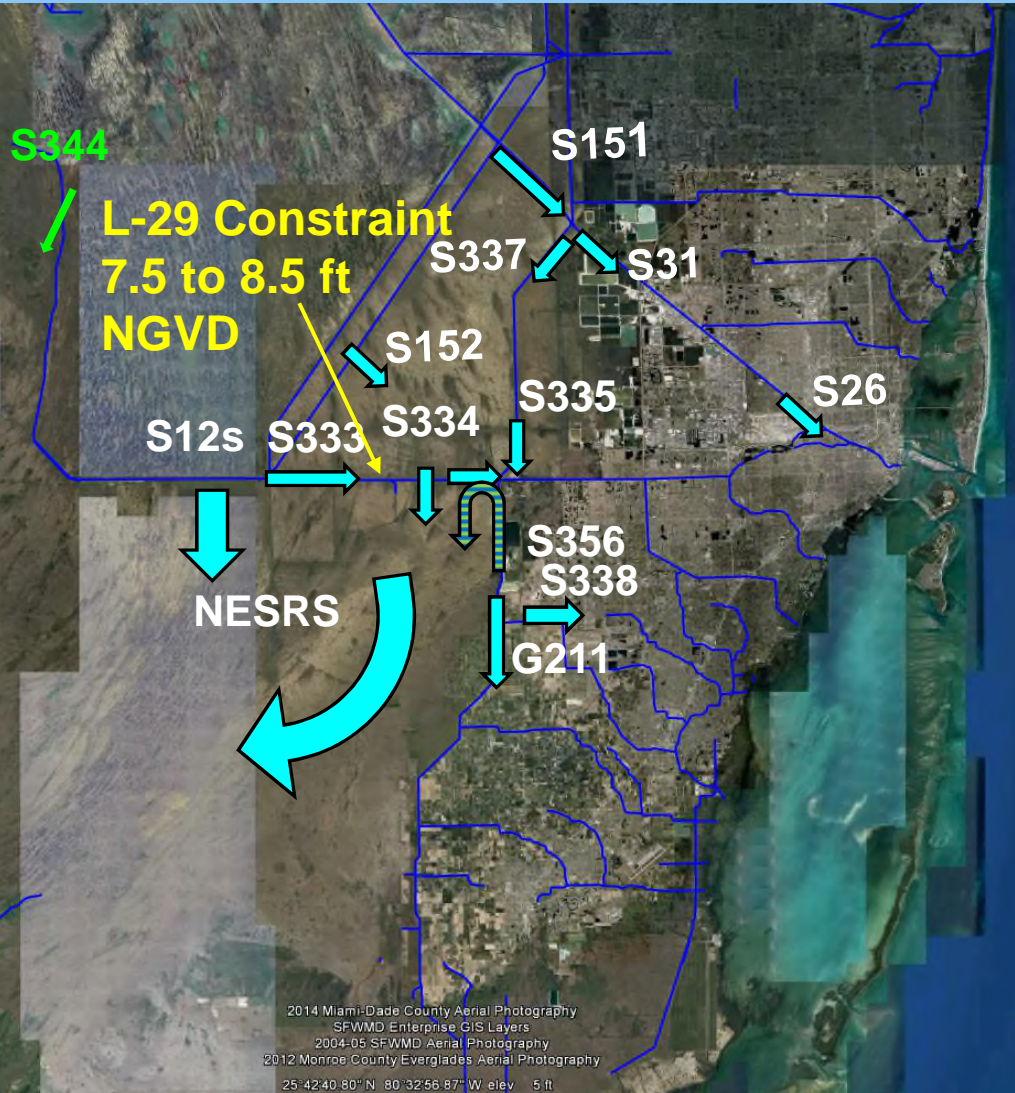 S344
S151
L-29 Constraint
7.5 to 8.5 ft
NGVD
S337
S31
S152
S335
S26
S12s
S333
S334
S356
S338
NESRS
G211
2014 Miami-Dade County Aerial Photography
SFWMD Enterprise GIS Layers
2004-05 SFWMD Aerial Photography
2012 Monroe County Everglades Aerial Photography
25°42'40.80" N 80°32'56.87" W elev 5 ft